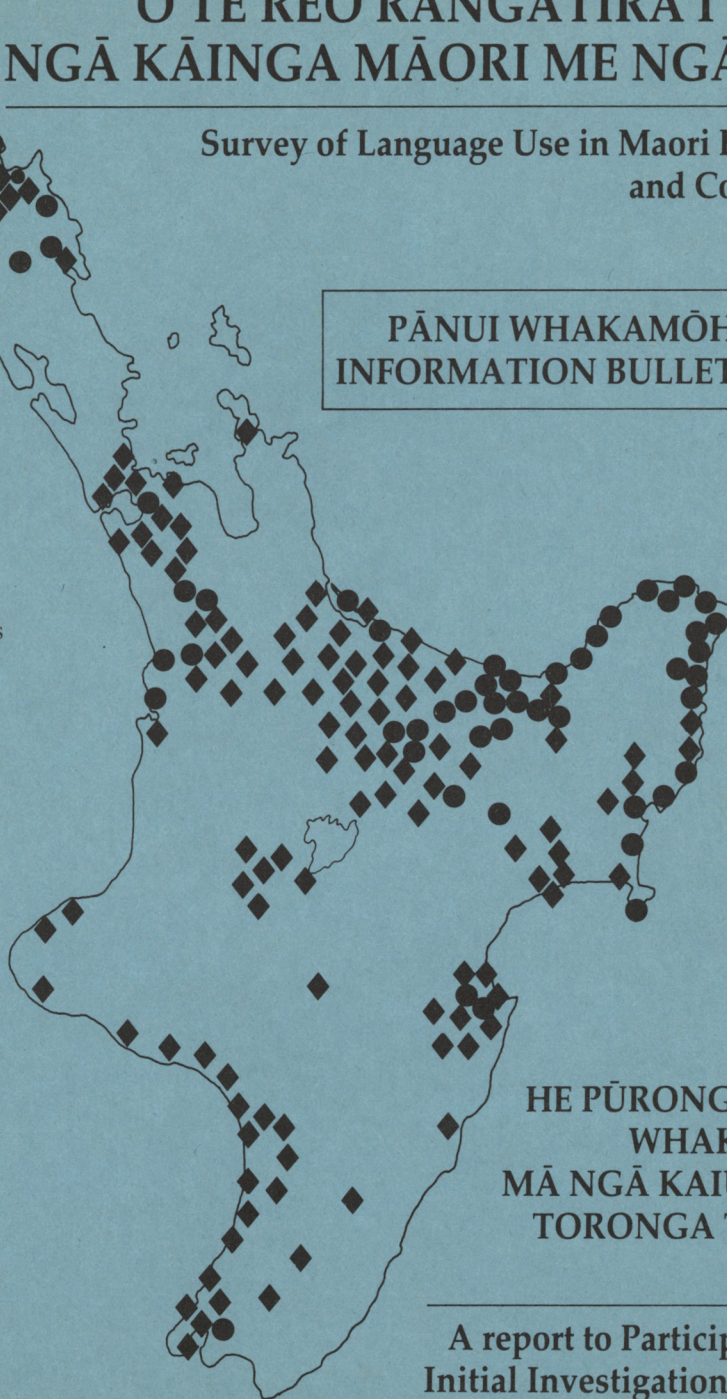 O TE REO RANGATIRA I
NGĀ KĀINGA MĀORI ME NGĀ
Survey of Language Use in Maori
and Co
PĀNUI WHAKAMŌH
INFORMATION BULLET
s
HE PŪRONG
WHAK
MĀ NGĀ KAIU
TORONGA
A report to Particip
Initial Investigation